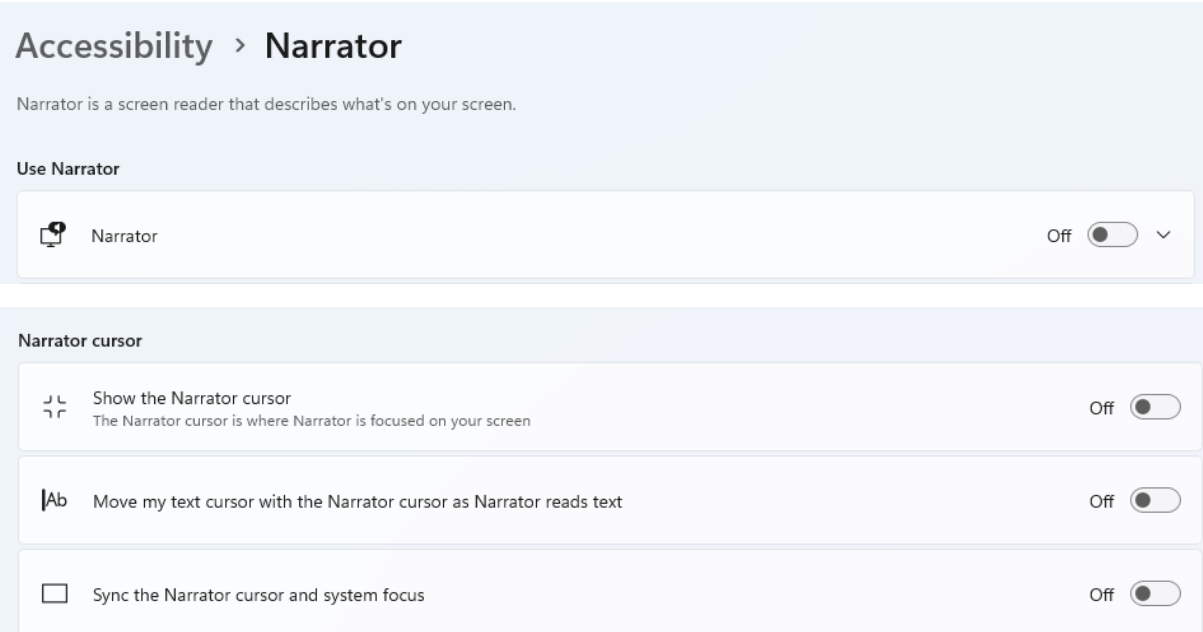 Accessibility > Narrator
Narrator is a screen reader that describes what's on your screen.
Use Narrator
Narrator Off
Narrator cursor
Show the Narrator cursor Off
The Narrator cursor is where Narrator is focused on your screen
Ab Move my text cursor with the Narrator cursor as Narrator reads text Off
Sync the Narrator cursor and system focus Off